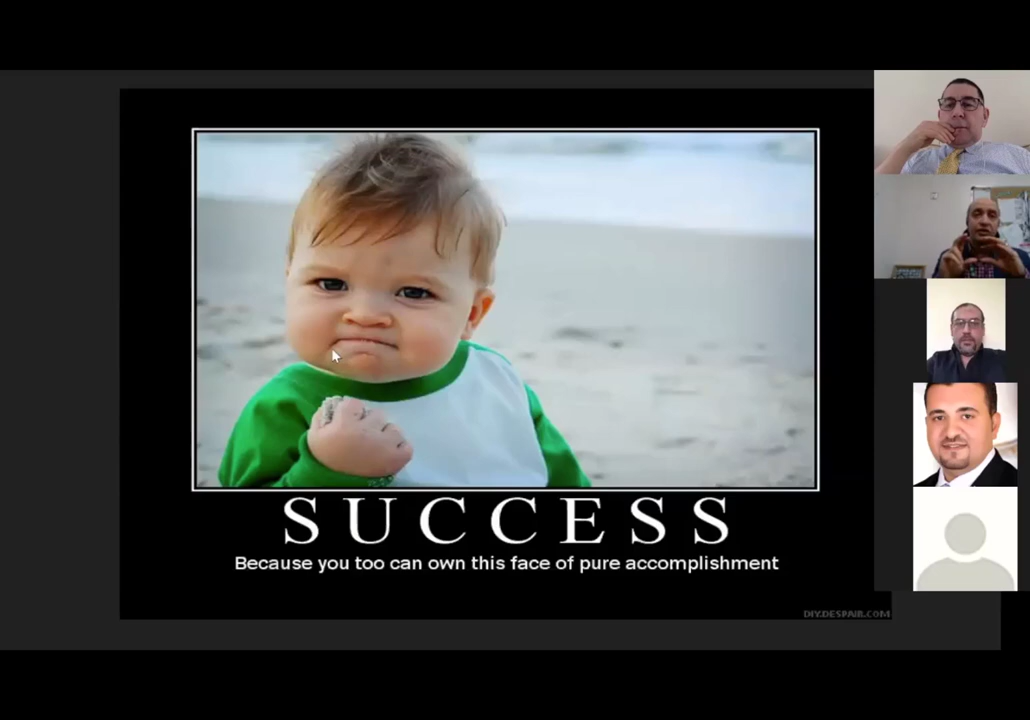 SUCCESS
Because you too can own this face of pure accomplishment
DIY.DESPAIR.COM